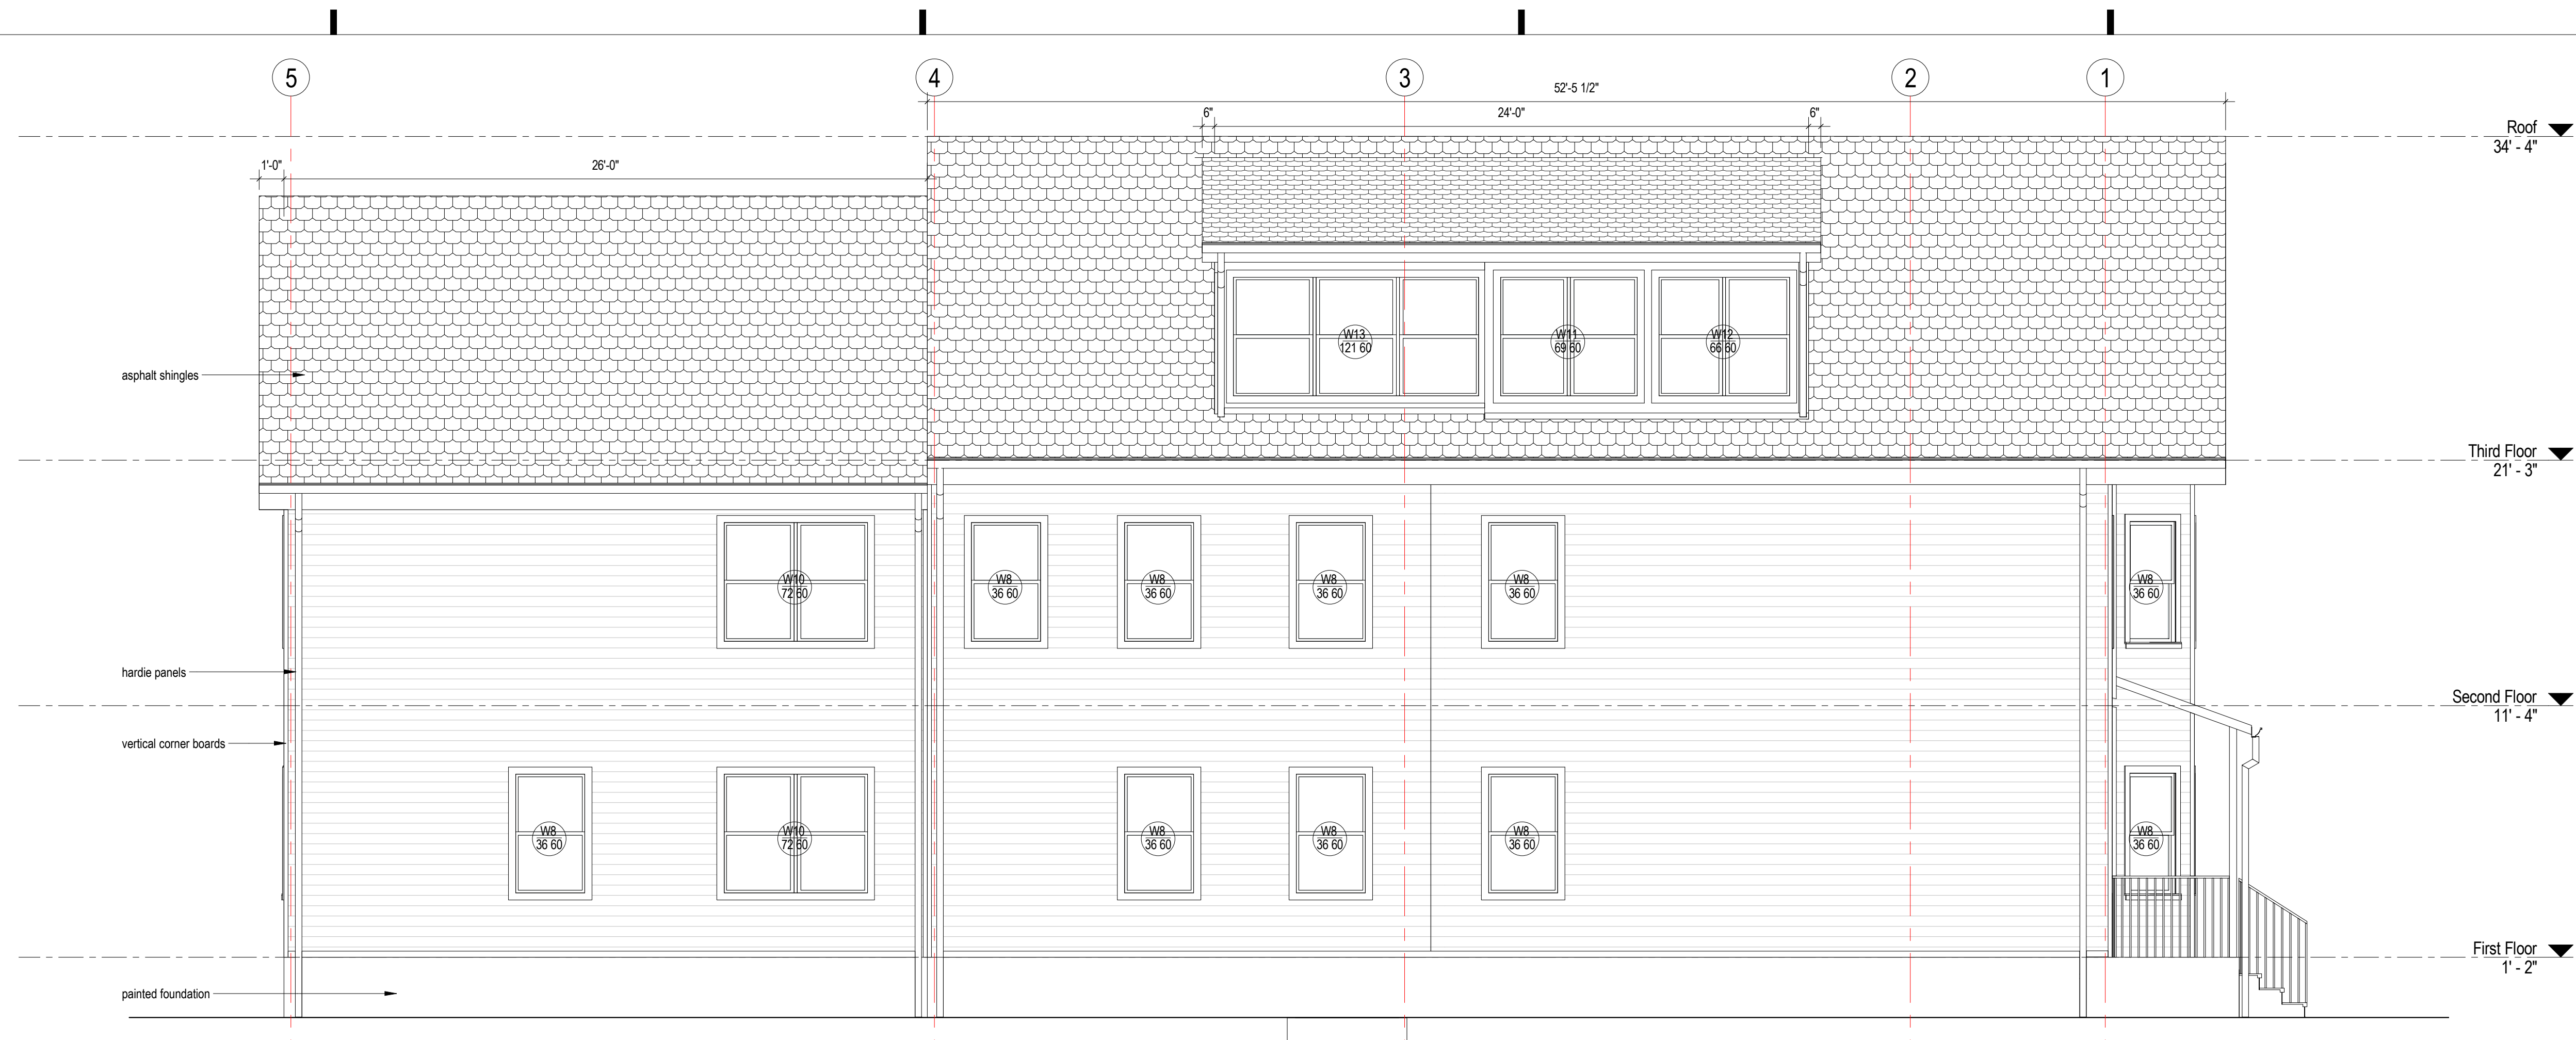 5
4
3
2
1
52'-5 1/2"
6"
24'-0"
6"
Roof
34' - 4"
1'-0"
26'-0"
W13
121 60
W11
69 60
W12
66 60
asphalt shingles
Third Floor
21' - 3"
W10
72 60
W8
36 60
W8
36 60
W8
36 60
W8
36 60
W8
36 60
hardie panels
Second Floor
11' - 4"
vertical corner boards
W8
36 60
W10
72 60
W8
36 60
W8
36 60
W8
36 60
W8
36 60
First Floor
1' - 2"
painted foundation